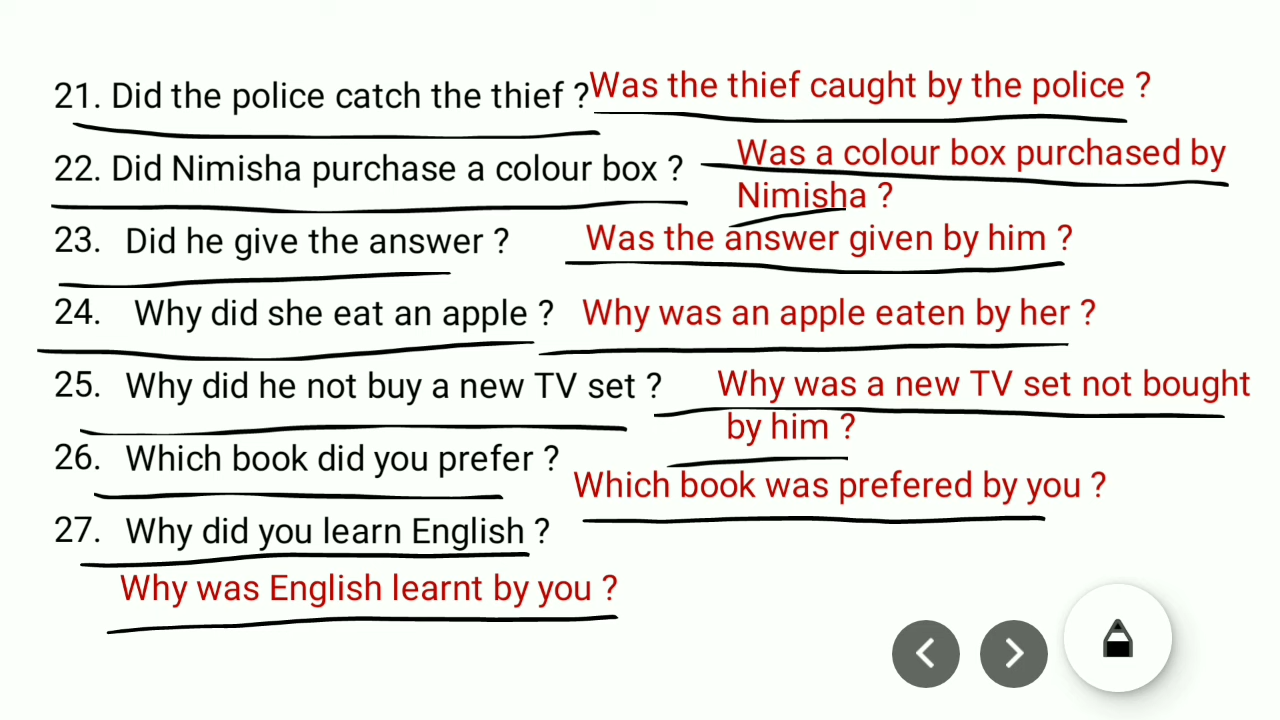 21. Did the police catch the thief ? Was the thief caught by the police ?
22. Did Nimisha purchase a colour box ? Was a colour box purchased by
Nimisha ?
23. Did he give the answer ? Was the answer given by him ?
24. Why did she eat an apple ? Why was an apple eaten by her ?
25. Why did he not buy a new TV set ? Why was a new TV set not bought
by him ?
26. Which book did you prefer ? Which book was prefered by you ?
27. Why did you learn English ?
Why was English learnt by you ?